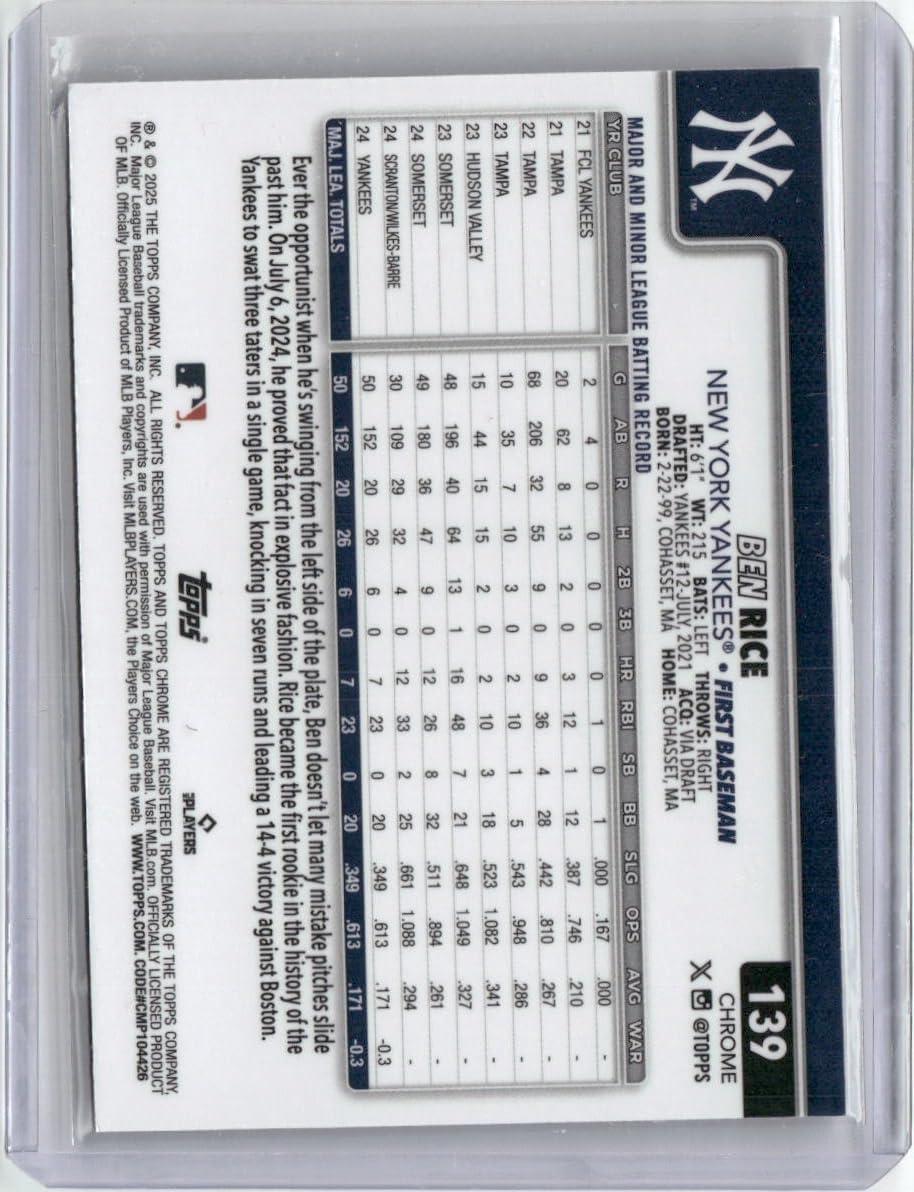 NY
™
139
CHROME
@TOPPS
BEN RICE
NEW YORK YANKEES® • FIRST BASEMAN
HT: 6'1" WT: 215 BATS: LEFT THROWS: RIGHT
DRAFTED: YANKEES #12-JULY, 2021 ACQ: VIA DRAFT
BORN: 2-22-99, COHASSET, MA HOME: COHASSET, MA
MAJOR AND MINOR LEAGUE BATTING RECORD
YR CLUB G AB R H 2B 3B HR RBI SB BB SLG OPS AVG WAR
21 FCL YANKEES 2 4 0 0 0 0 0 1 0 1 .000 .167 .000 -
21 TAMPA 20 62 8 13 2 0 3 12 1 12 .387 .746 .210 -
22 TAMPA 68 206 32 55 9 0 9 36 4 28 .442 .810 .267 -
23 TAMPA 10 35 7 10 3 0 2 10 1 5 .543 .948 .286 -
23 HUDSON VALLEY 15 44 15 15 2 0 2 10 3 18 .523 1.082 .341 -
23 SOMERSET 48 196 40 64 13 1 16 48 7 21 .648 1.049 .327 -
24 SOMERSET 49 180 36 47 9 0 12 26 8 32 .511 .894 .261 -
24 SCRANTON/WILKES-BARRE 30 109 29 32 4 0 12 33 2 25 .661 1.088 .294 -
24 YANKEES 50 152 20 26 6 0 7 23 0 20 .349 .613 .171 -0.3
MAJ. LEA. TOTALS 50 152 20 26 6 0 7 23 0 20 .349 .613 .171 -0.3
Ever the opportunist when he's swinging from the left side of the plate, Ben doesn't let many mistake pitches slide
past him. On July 6, 2024, he proved that fact in explosive fashion. Rice became the first rookie in the history of the
Yankees to swat three taters in a single game, knocking in seven runs and leading a 14-4 victory against Boston.
topps®
PLAYERS
® & © 2025 THE TOPPS COMPANY, INC. ALL RIGHTS RESERVED. TOPPS AND TOPPS CHROME ARE REGISTERED TRADEMARKS OF THE TOPPS COMPANY,
INC. Major League Baseball trademarks and copyrights are used with permission of Major League Baseball. Visit MLB.com. OFFICIALLY LICENSED PRODUCT
OF MLB. Officially Licensed Product of MLB Players, Inc. Visit MLBPLAYERS.COM, the Players Choice on the web. WWW.TOPPS.COM. CODE#CMP104426